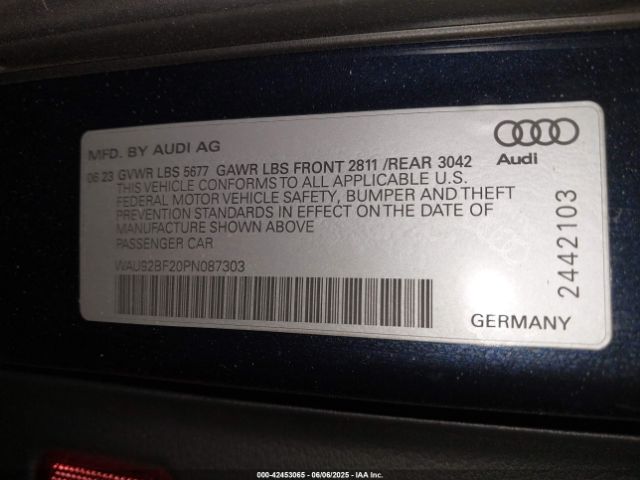 MFD. BY AUDI AG
06 23 GVWR LBS 5677 GAWR LBS FRONT 2811 /REAR 3042
THIS VEHICLE CONFORMS TO ALL APPLICABLE U.S.
FEDERAL MOTOR VEHICLE SAFETY, BUMPER AND THEFT
PREVENTION STANDARDS IN EFFECT ON THE DATE OF
MANUFACTURE SHOWN ABOVE
PASSENGER CAR
WAU92BF20PN087303
Audi
2442103
GERMANY
00-42453065 - 06/06/2025 - IAA Inc.